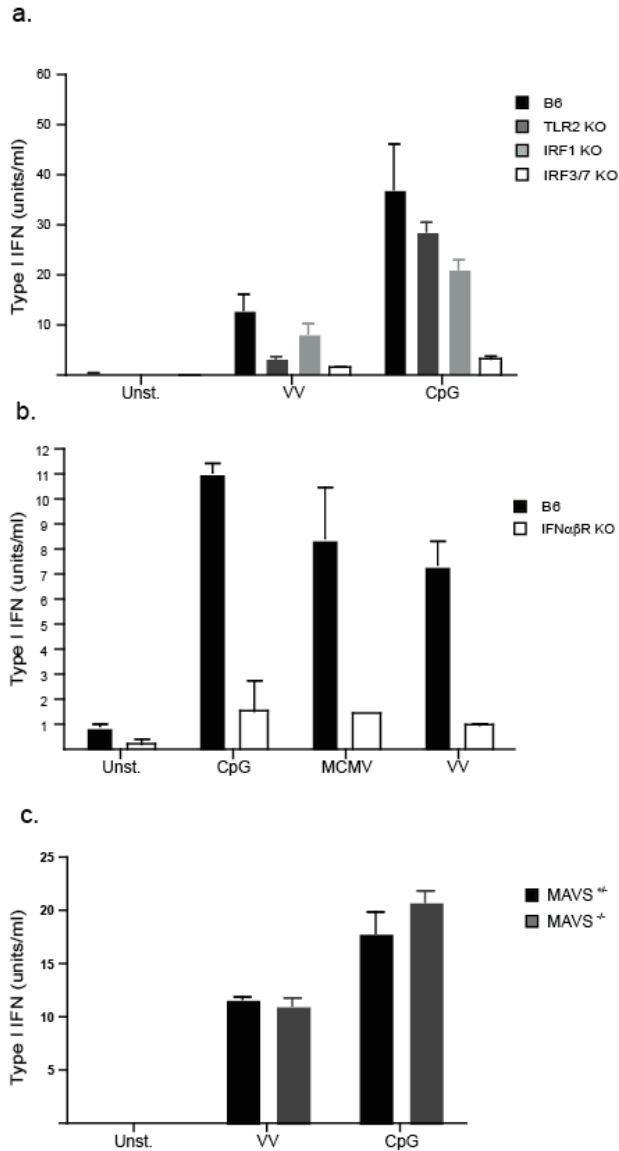 a.
Type I IFN (units/ml)
60
50
40
30
20
10
B6
TLR2 KO
IRF1 KO
IRF3/7 KO
Unst. VV CpG
b.
Type I IFN (units/ml)
12
11
10
9
8
7
6
5
4
3
2
1
B6
IFNαβR KO
Unst. CpG MCMV VV
c.
Type I IFN (units/ml)
25
20
15
10
5
MAVS +/-
MAVS -/-
Unst. VV CpG